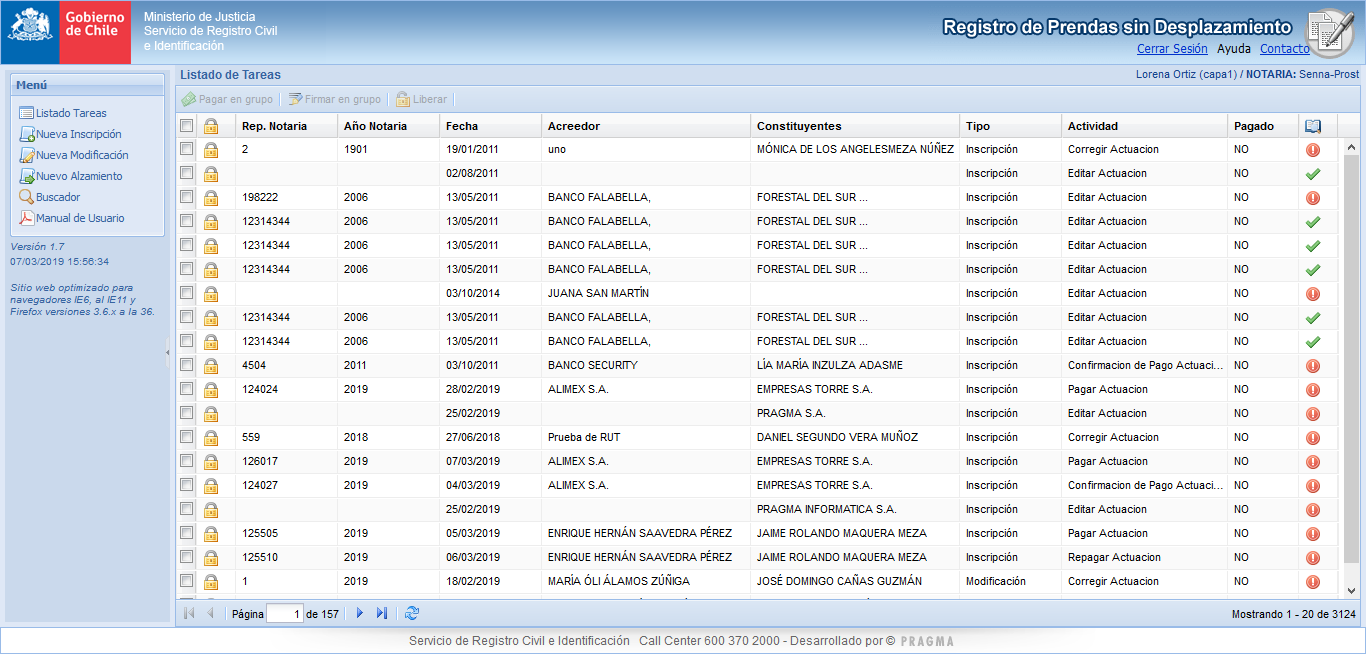 Gobierno
de Chile
Ministerio de Justicia
Servicio de Registro Civil
e Identificación
Registro de Prendas sin Desplazamiento
Cerrar Sesión Ayuda Contacto
Menú
Listado Tareas
Nueva Inscripción
Nueva Modificación
Nuevo Alzamiento
Buscador
Manual de Usuario
Versión 1.7
07/03/2019 15:56:34
Sitio web optimizado para
navegadores IE6, al IE11 y
Firefox versiones 3.6.x a la 36.
Listado de Tareas
Lorena Ortiz (capa1) / NOTARIA: Senna-Prost
Pagar en grupo Firmar en grupo Liberar
Rep. Notaria Año Notaria Fecha Acreedor Constituyentes Tipo Actividad Pagado
2 1901 19/01/2011 uno MÓNICA DE LOS ANGELESMEZA NÚÑEZ Inscripción Corregir Actuacion NO
02/08/2011 Inscripción Editar Actuacion NO
198222 2006 13/05/2011 BANCO FALABELLA, FORESTAL DEL SUR ... Inscripción Editar Actuacion NO
12314344 2006 13/05/2011 BANCO FALABELLA, FORESTAL DEL SUR ... Inscripción Editar Actuacion NO
12314344 2006 13/05/2011 BANCO FALABELLA, FORESTAL DEL SUR ... Inscripción Editar Actuacion NO
12314344 2006 13/05/2011 BANCO FALABELLA, FORESTAL DEL SUR ... Inscripción Editar Actuacion NO
03/10/2014 JUANA SAN MARTÍN Inscripción Editar Actuacion NO
12314344 2006 13/05/2011 BANCO FALABELLA, FORESTAL DEL SUR ... Inscripción Editar Actuacion NO
12314344 2006 13/05/2011 BANCO FALABELLA, FORESTAL DEL SUR ... Inscripción Editar Actuacion NO
4504 2011 03/10/2011 BANCO SECURITY LÍA MARÍA INZULZA ADASME Inscripción Confirmacion de Pago Actuaci... NO
124024 2019 28/02/2019 ALIMEX S.A. EMPRESAS TORRE S.A. Inscripción Pagar Actuacion NO
25/02/2019 PRAGMA S.A. Inscripción Editar Actuacion NO
559 2018 27/06/2018 Prueba de RUT DANIEL SEGUNDO VERA MUÑOZ Inscripción Corregir Actuacion NO
126017 2019 07/03/2019 ALIMEX S.A. EMPRESAS TORRE S.A. Inscripción Pagar Actuacion NO
124027 2019 04/03/2019 ALIMEX S.A. EMPRESAS TORRE S.A. Inscripción Confirmacion de Pago Actuaci... NO
25/02/2019 PRAGMA INFORMATICA S.A. Inscripción Editar Actuacion NO
125505 2019 05/03/2019 ENRIQUE HERNÁN SAAVEDRA PÉREZ JAIME ROLANDO MAQUERA MEZA Inscripción Pagar Actuacion NO
125510 2019 06/03/2019 ENRIQUE HERNÁN SAAVEDRA PÉREZ JAIME ROLANDO MAQUERA MEZA Inscripción Repagar Actuacion NO
1 2019 18/02/2019 MARÍA ÓLI ÁLAMOS ZÚÑIGA JOSÉ DOMINGO CAÑAS GUZMÁN Modificación Corregir Actuacion NO
Página 1 de 157
Mostrando 1 - 20 de 3124
Servicio de Registro Civil e Identificación Call Center 600 370 2000 - Desarrollado por © PRAGMA